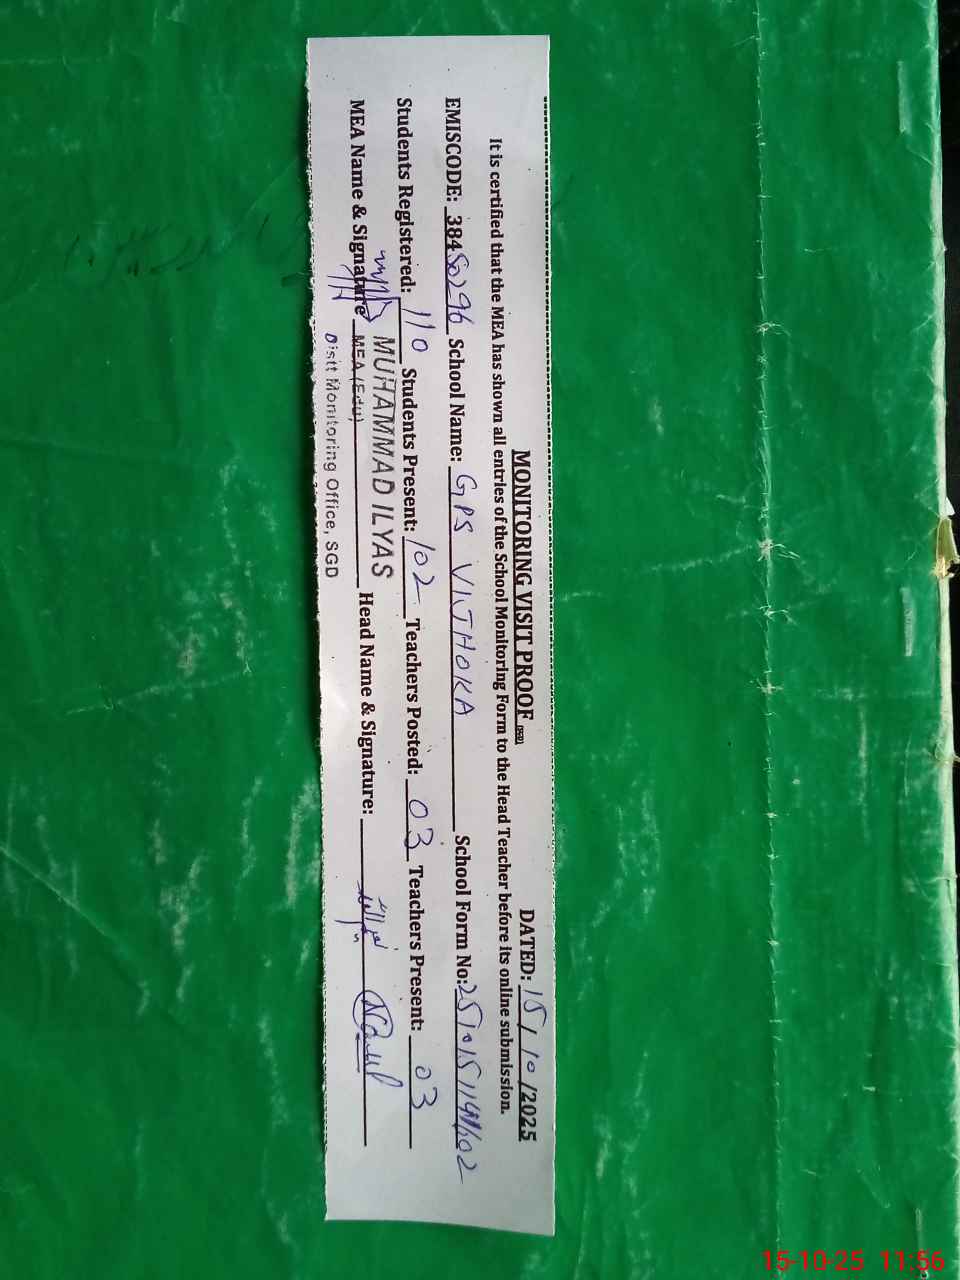 MONITORING VISIT PROOF DATED: 15/10/2025
It is certified that the MEA has shown all entries of the School Monitoring Form to the Head Teacher before its online submission.
EMISCODE: 38450296 School Name: GPS VIJHOKA School Form No:
Students Registered: 110 Students Present: 102 Teachers Posted: 03 Teachers Present: 03
MEA Name & Signature MUHAMMAD ILYAS Head Name & Signature:
MEA (Edu)
Distt Monitoring Office, SGD
15-10-25 11:56